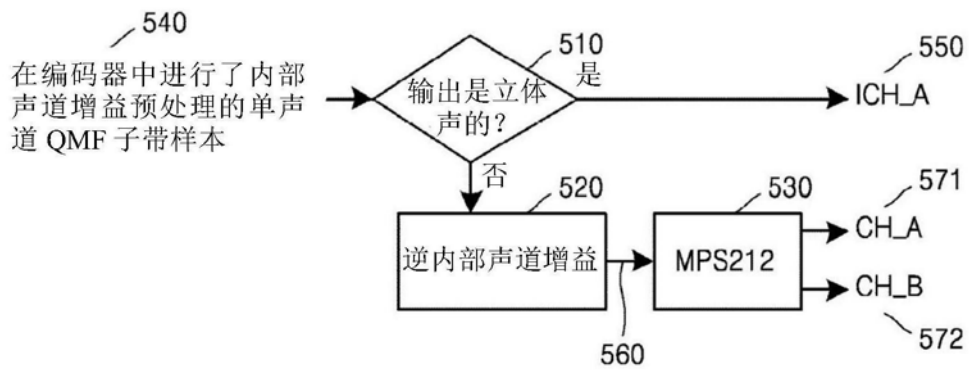 540
在编码器中进行了内部
声道增益预处理的单声
道 QMF 子带样本
510
输出是立体
声的?
是
550
ICH_A
否
520
逆内部声道增益
560
530
MPS212
571
CH_A
CH_B
572